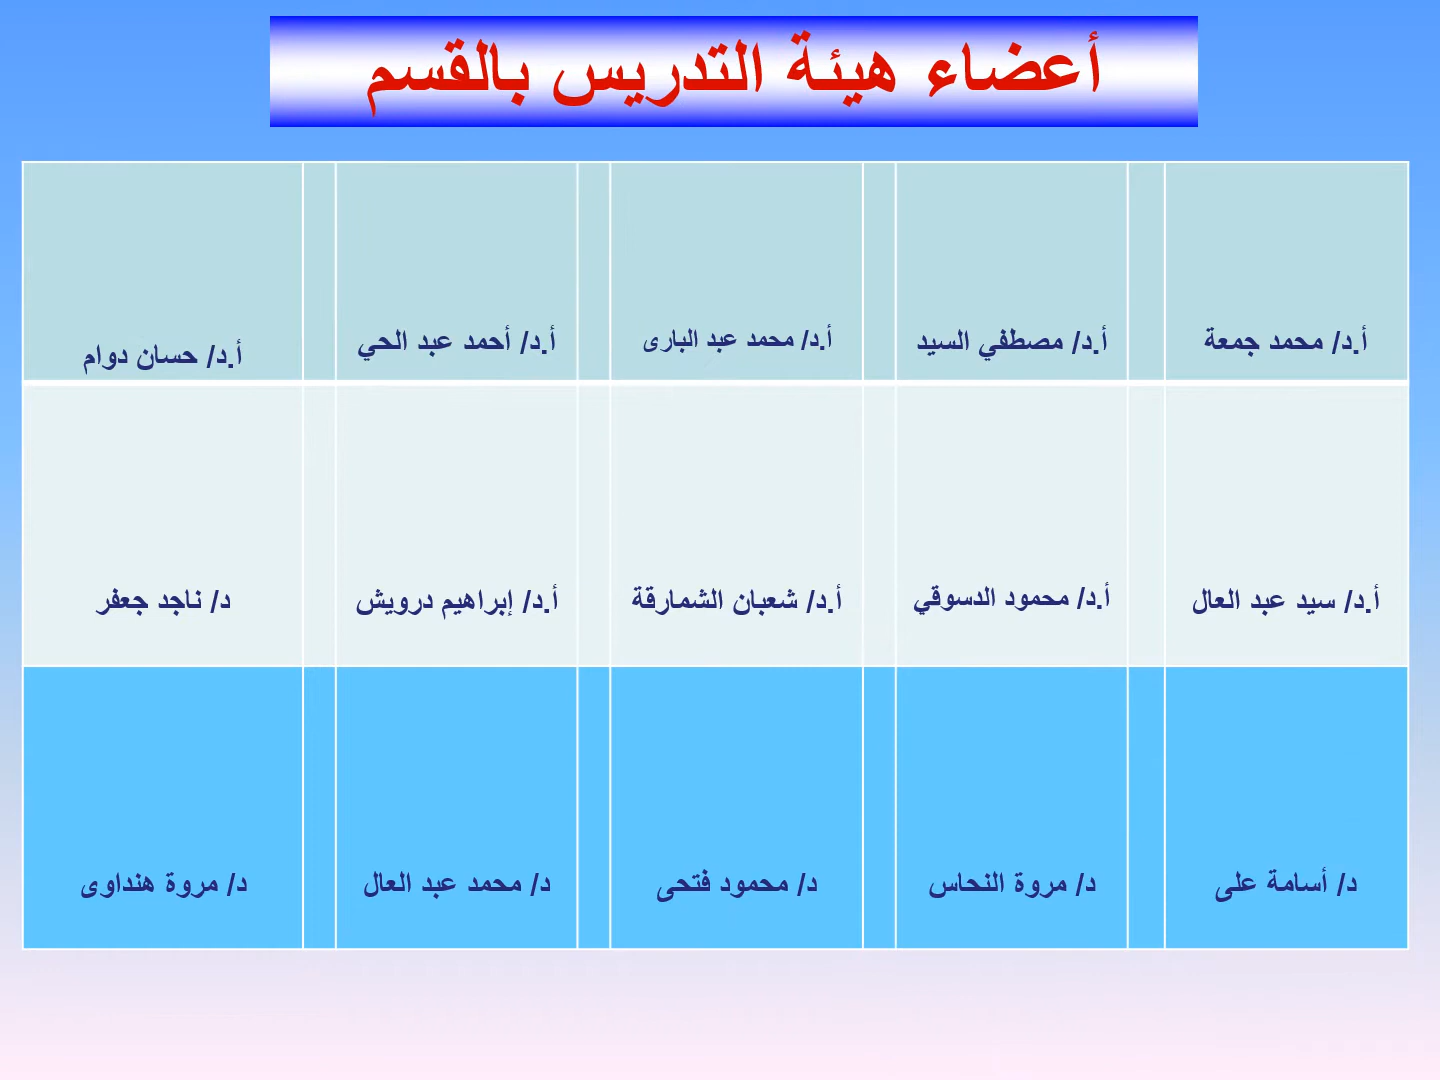 أعضاء هيئة التدريس بالقسم
أ.د/ محمد جمعة
أ.د/ مصطفي السيد
أ.د/ محمد عبد البارى
أ.د/ أحمد عبد الحي
أ.د/ حسان دوام
أ.د/ سيد عبد العال
أ.د/ محمود الدسوقي
أ.د/ شعبان الشمارقة
أ.د/ إبراهيم درويش
د/ ناجد جعفر
د/ أسامة على
د/ مروة النحاس
د/ محمود فتحى
د/ محمد عبد العال
د/ مروة هنداوى